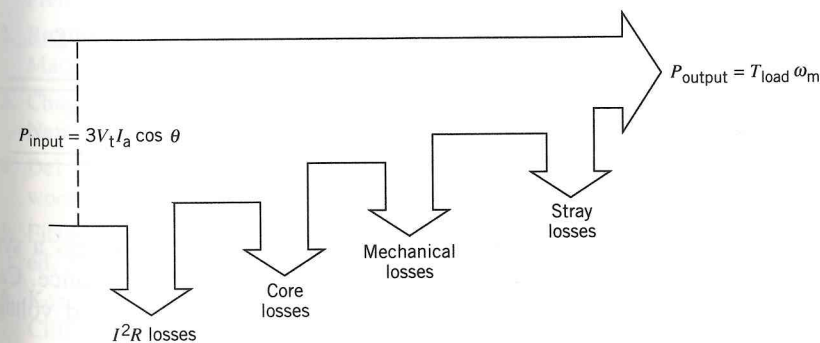 P_output = T_load ω_m
P_input = 3V_t I_a cos θ
Stray
losses
Mechanical
losses
Core
losses
I²R losses